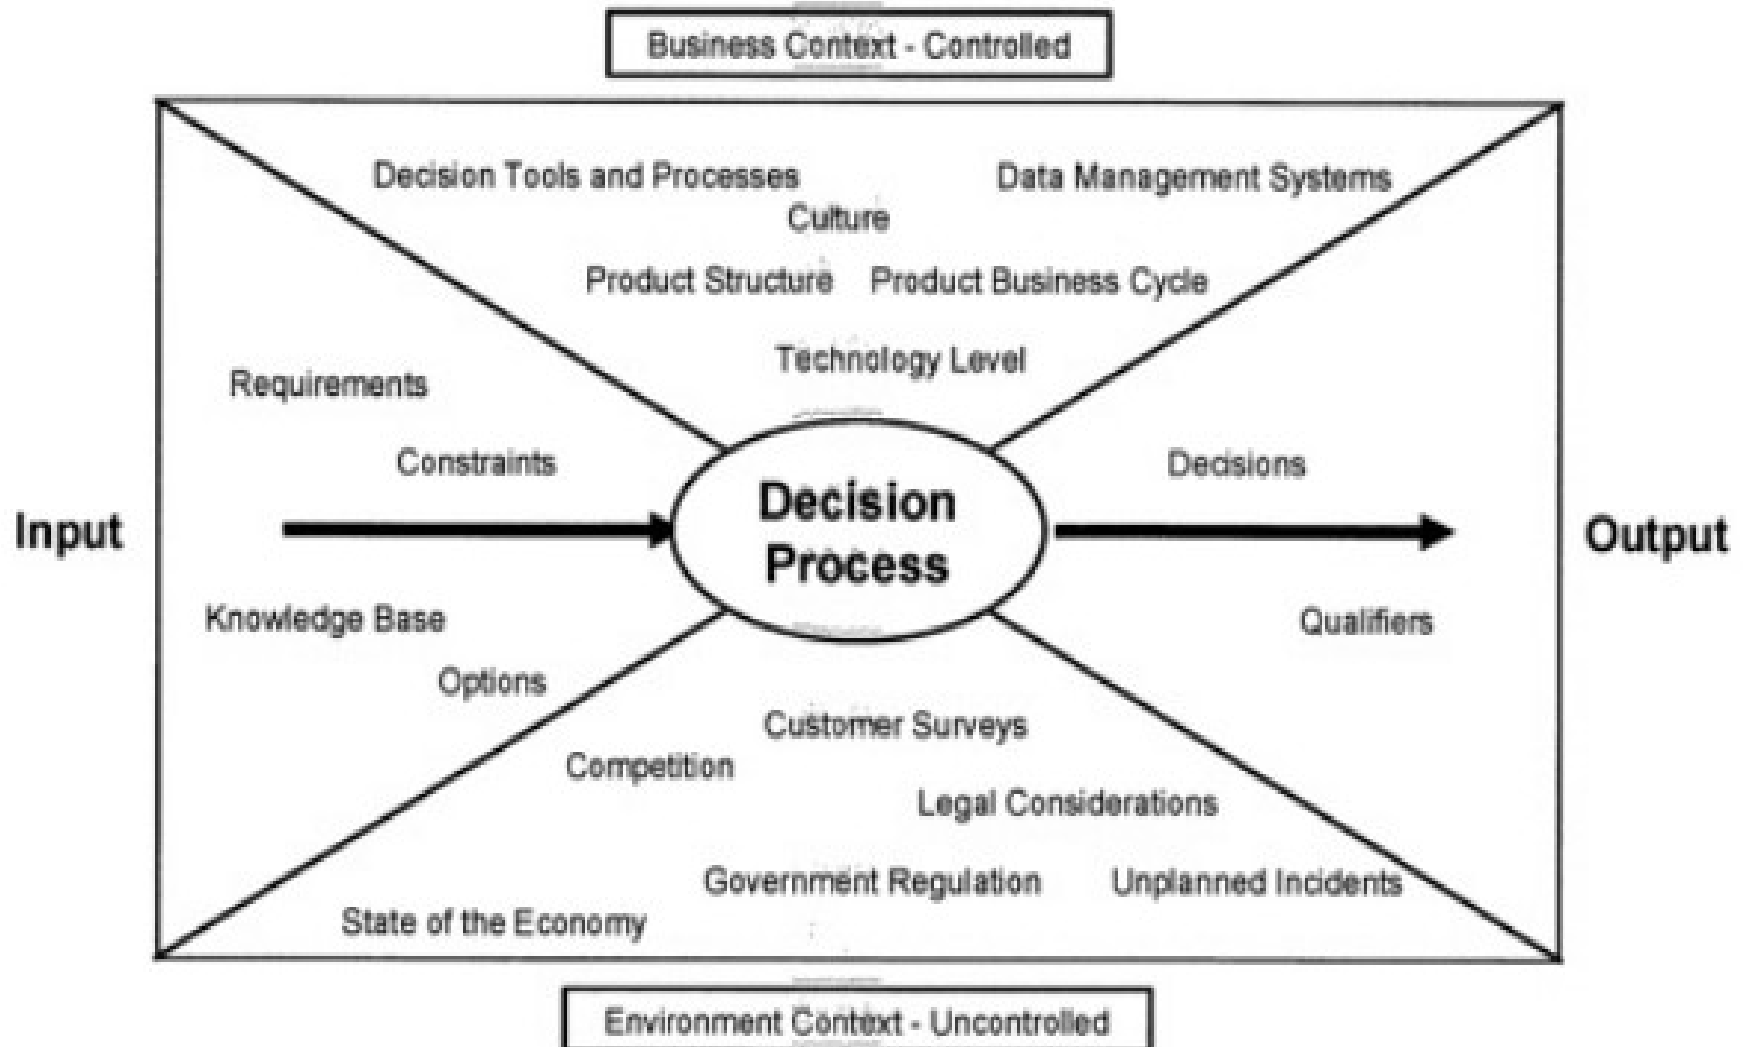 Business Context - Controlled
Decision Tools and Processes
Data Management Systems
Culture
Product Structure
Product Business Cycle
Technology Level
Requirements
Constraints
Decisions
Input
Decision
Process
Output
Knowledge Base
Qualifiers
Options
Customer Surveys
Competition
Legal Considerations
Government Regulation
Unplanned Incidents
State of the Economy
Environment Context - Uncontrolled